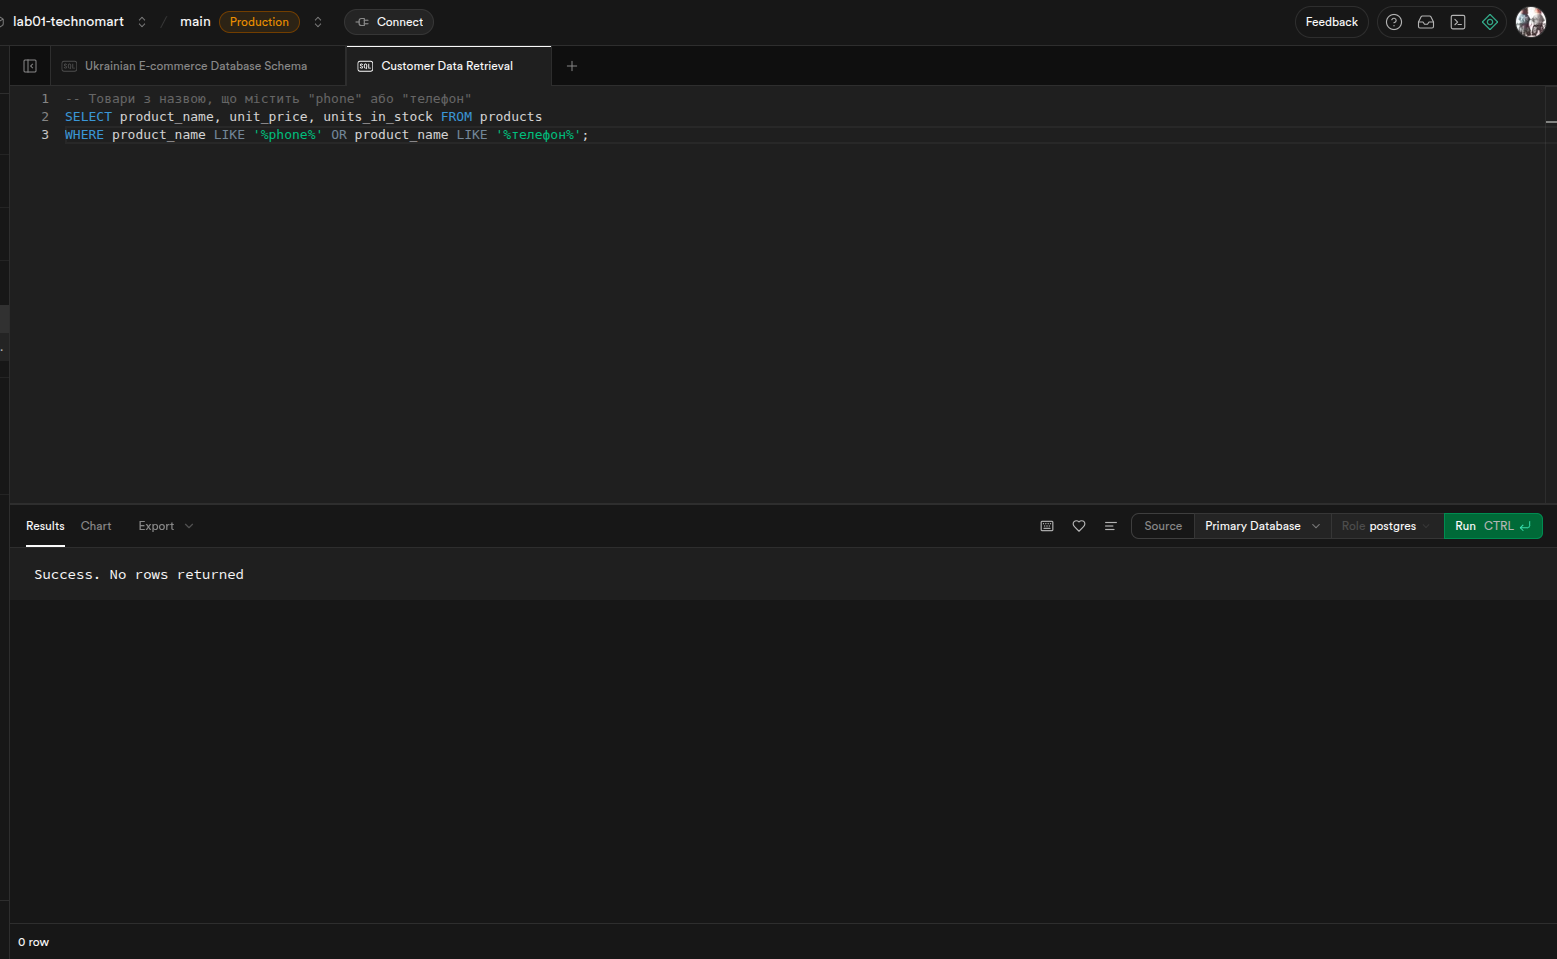 lab01-technomart / main Production Connect Feedback
SQL Ukrainian E-commerce Database Schema SQL Customer Data Retrieval +
1 -- Товари з назвою, що містить "phone" або "телефон"
2 SELECT product_name, unit_price, units_in_stock FROM products
3 WHERE product_name LIKE '%phone%' OR product_name LIKE '%телефон%';
Results Chart Export Source Primary Database Role postgres Run CTRL
Success. No rows returned
0 row